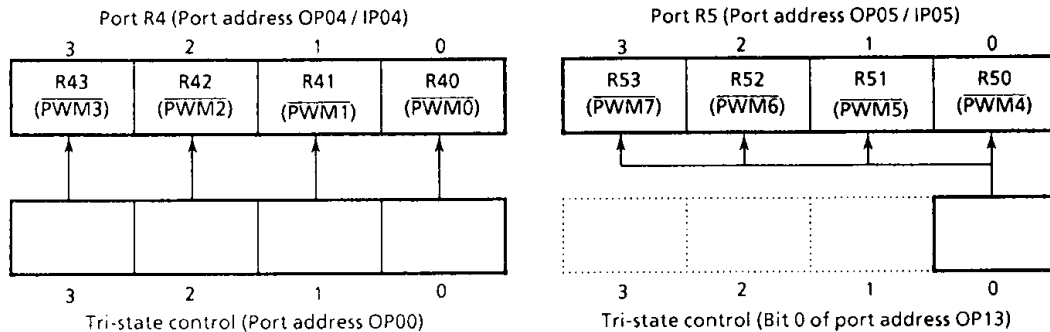 Port R4 (Port address OP04 / IP04)
3 2 1 0
R43 R42 R41 R40
(PWM3) (PWM2) (PWM1) (PWM0)
3 2 1 0
Tri-state control (Port address OP00)
Port R5 (Port address OP05 / IP05)
3 2 1 0
R53 R52 R51 R50
(PWM7) (PWM6) (PWM5) (PWM4)
3 2 1 0
Tri-state control (Bit 0 of port address OP13)